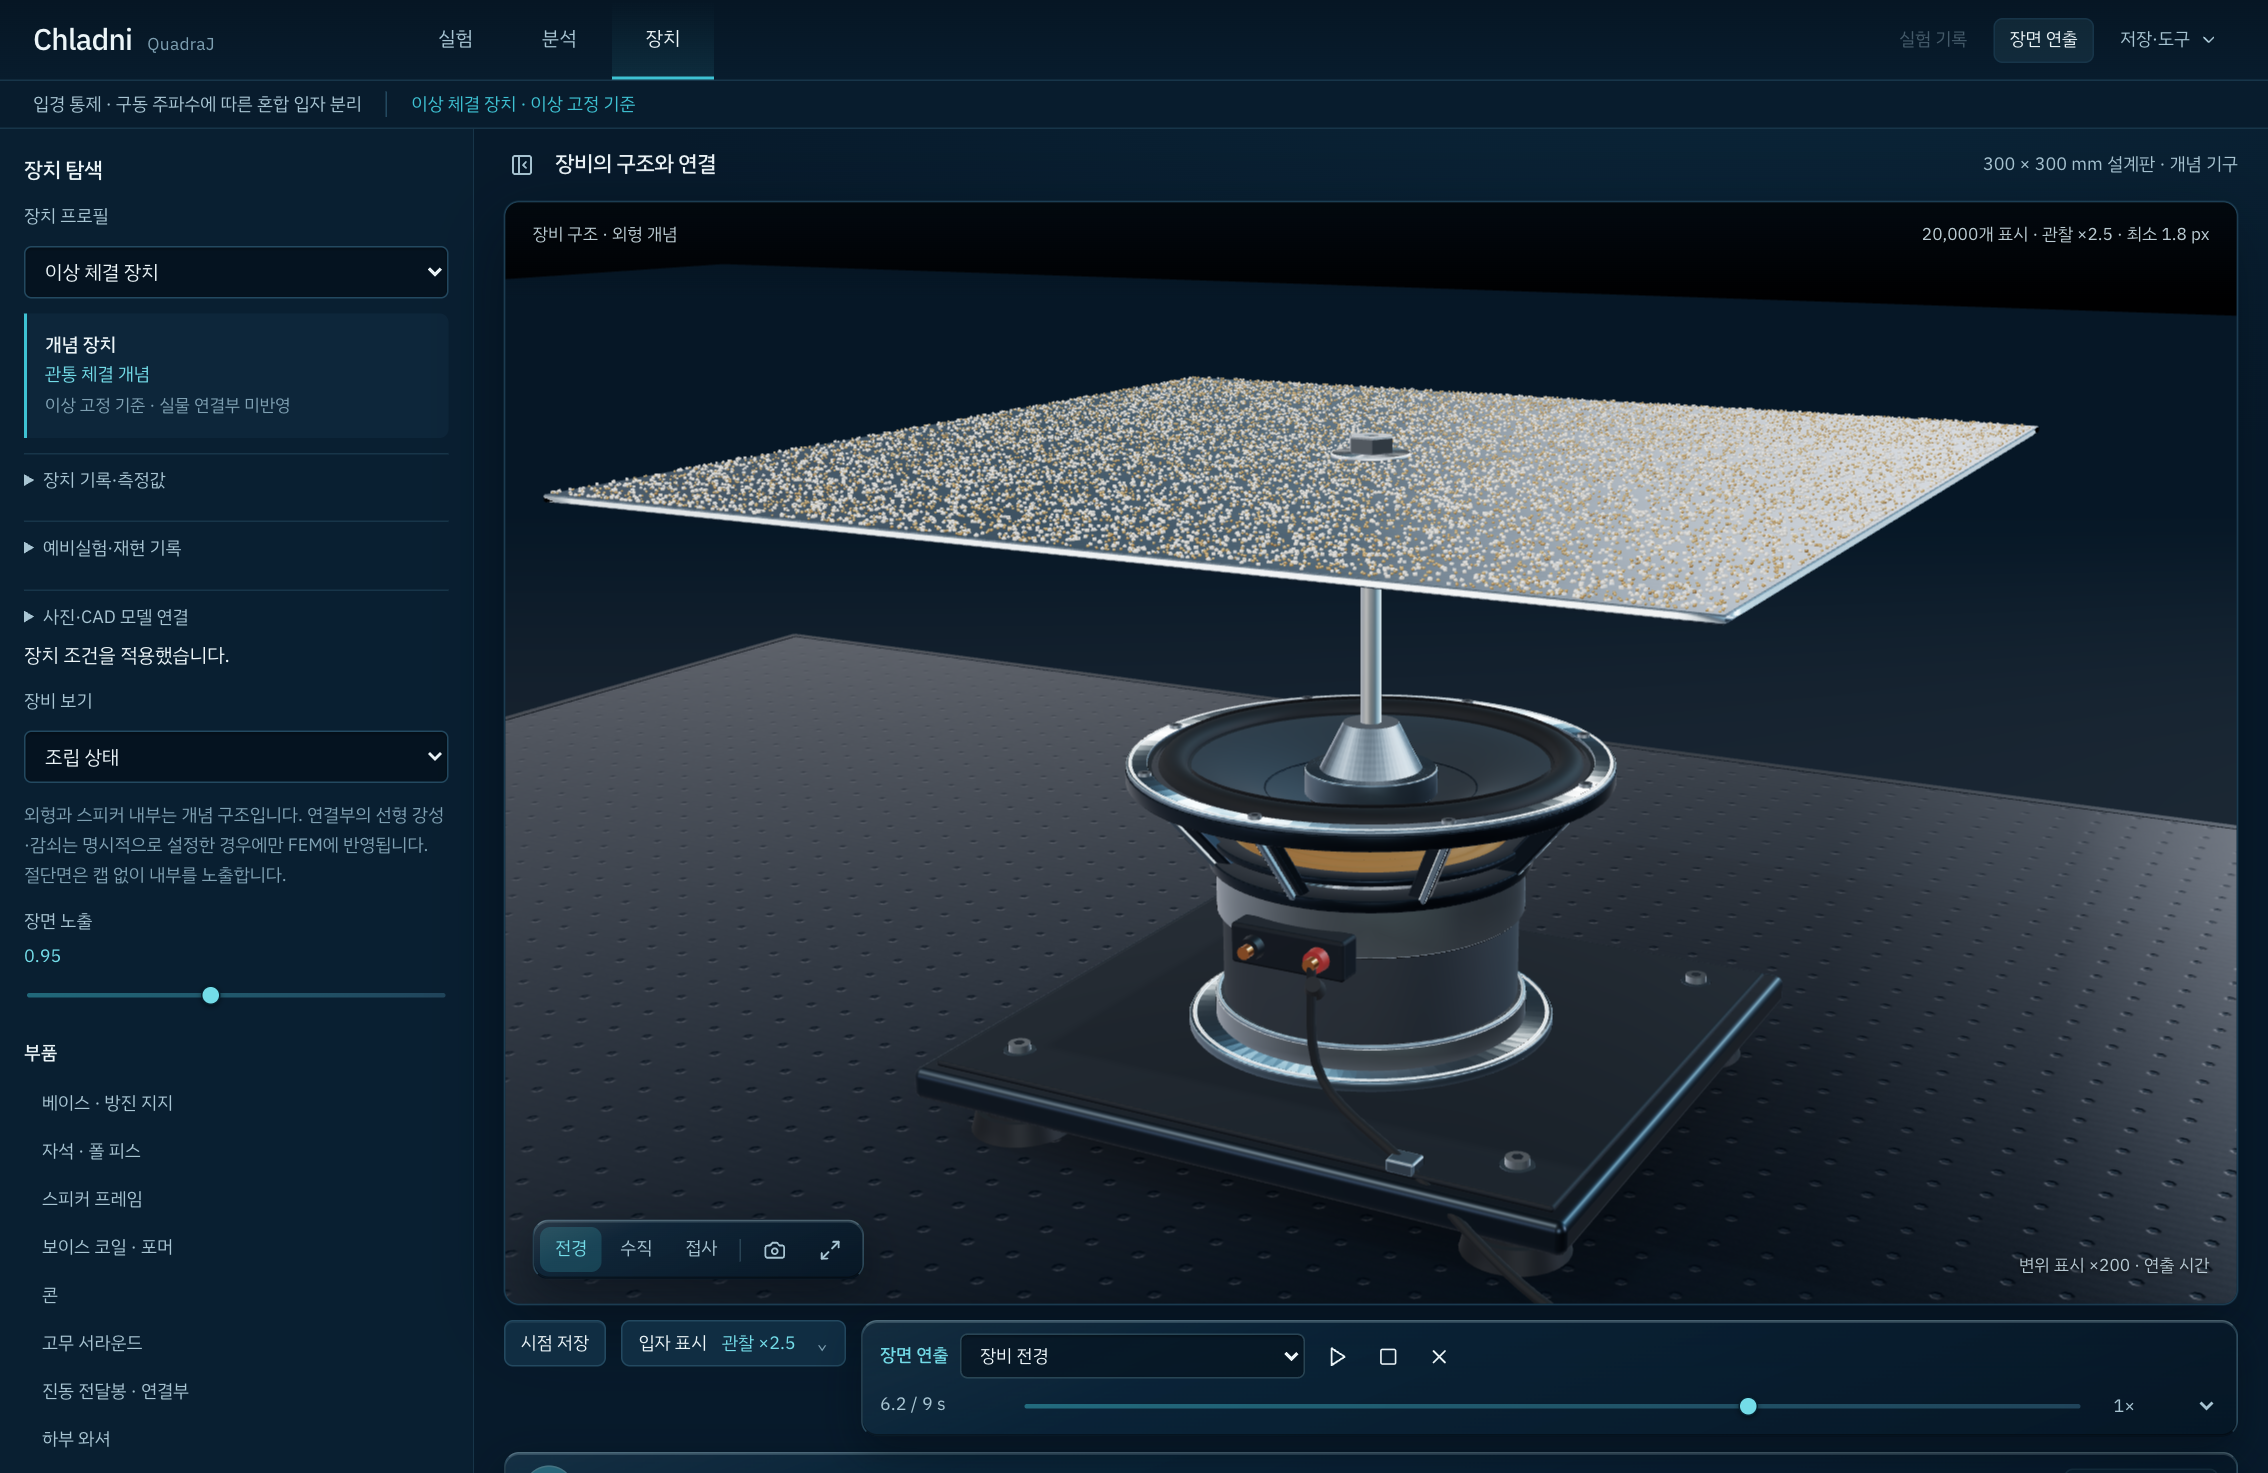 Chladni QuadraJ
실험 분석 장치
실험 기록 장면 연출 저장·도구
입경 통제 · 구동 주파수에 따른 혼합 입자 분리
이상 체결 장치 · 이상 고정 기준
장치 탐색
장치 프로필
이상 체결 장치
개념 장치
관통 체결 개념
이상 고정 기준 · 실물 연결부 미반영
장치 기록·측정값
예비실험·재현 기록
사진·CAD 모델 연결
장치 조건을 적용했습니다.
장비 보기
조립 상태
외형과 스피커 내부는 개념 구조입니다. 연결부의 선형 강성
·감쇠는 명시적으로 설정한 경우에만 FEM에 반영됩니다.
절단면은 캡 없이 내부를 노출합니다.
장면 노출
0.95
부품
베이스 · 방진 지지
자석 · 폴 피스
스피커 프레임
보이스 코일 · 포머
콘
고무 서라운드
진동 전달봉 · 연결부
하부 와셔
장비의 구조와 연결
300 × 300 mm 설계판 · 개념 기구
장비 구조 · 외형 개념
20,000개 표시 · 관찰 ×2.5 · 최소 1.8 px
전경 수직 접사
변위 표시 ×200 · 연출 시간
시점 저장
입자 표시 관찰 ×2.5
장면 연출 장비 전경
6.2 / 9 s
1×